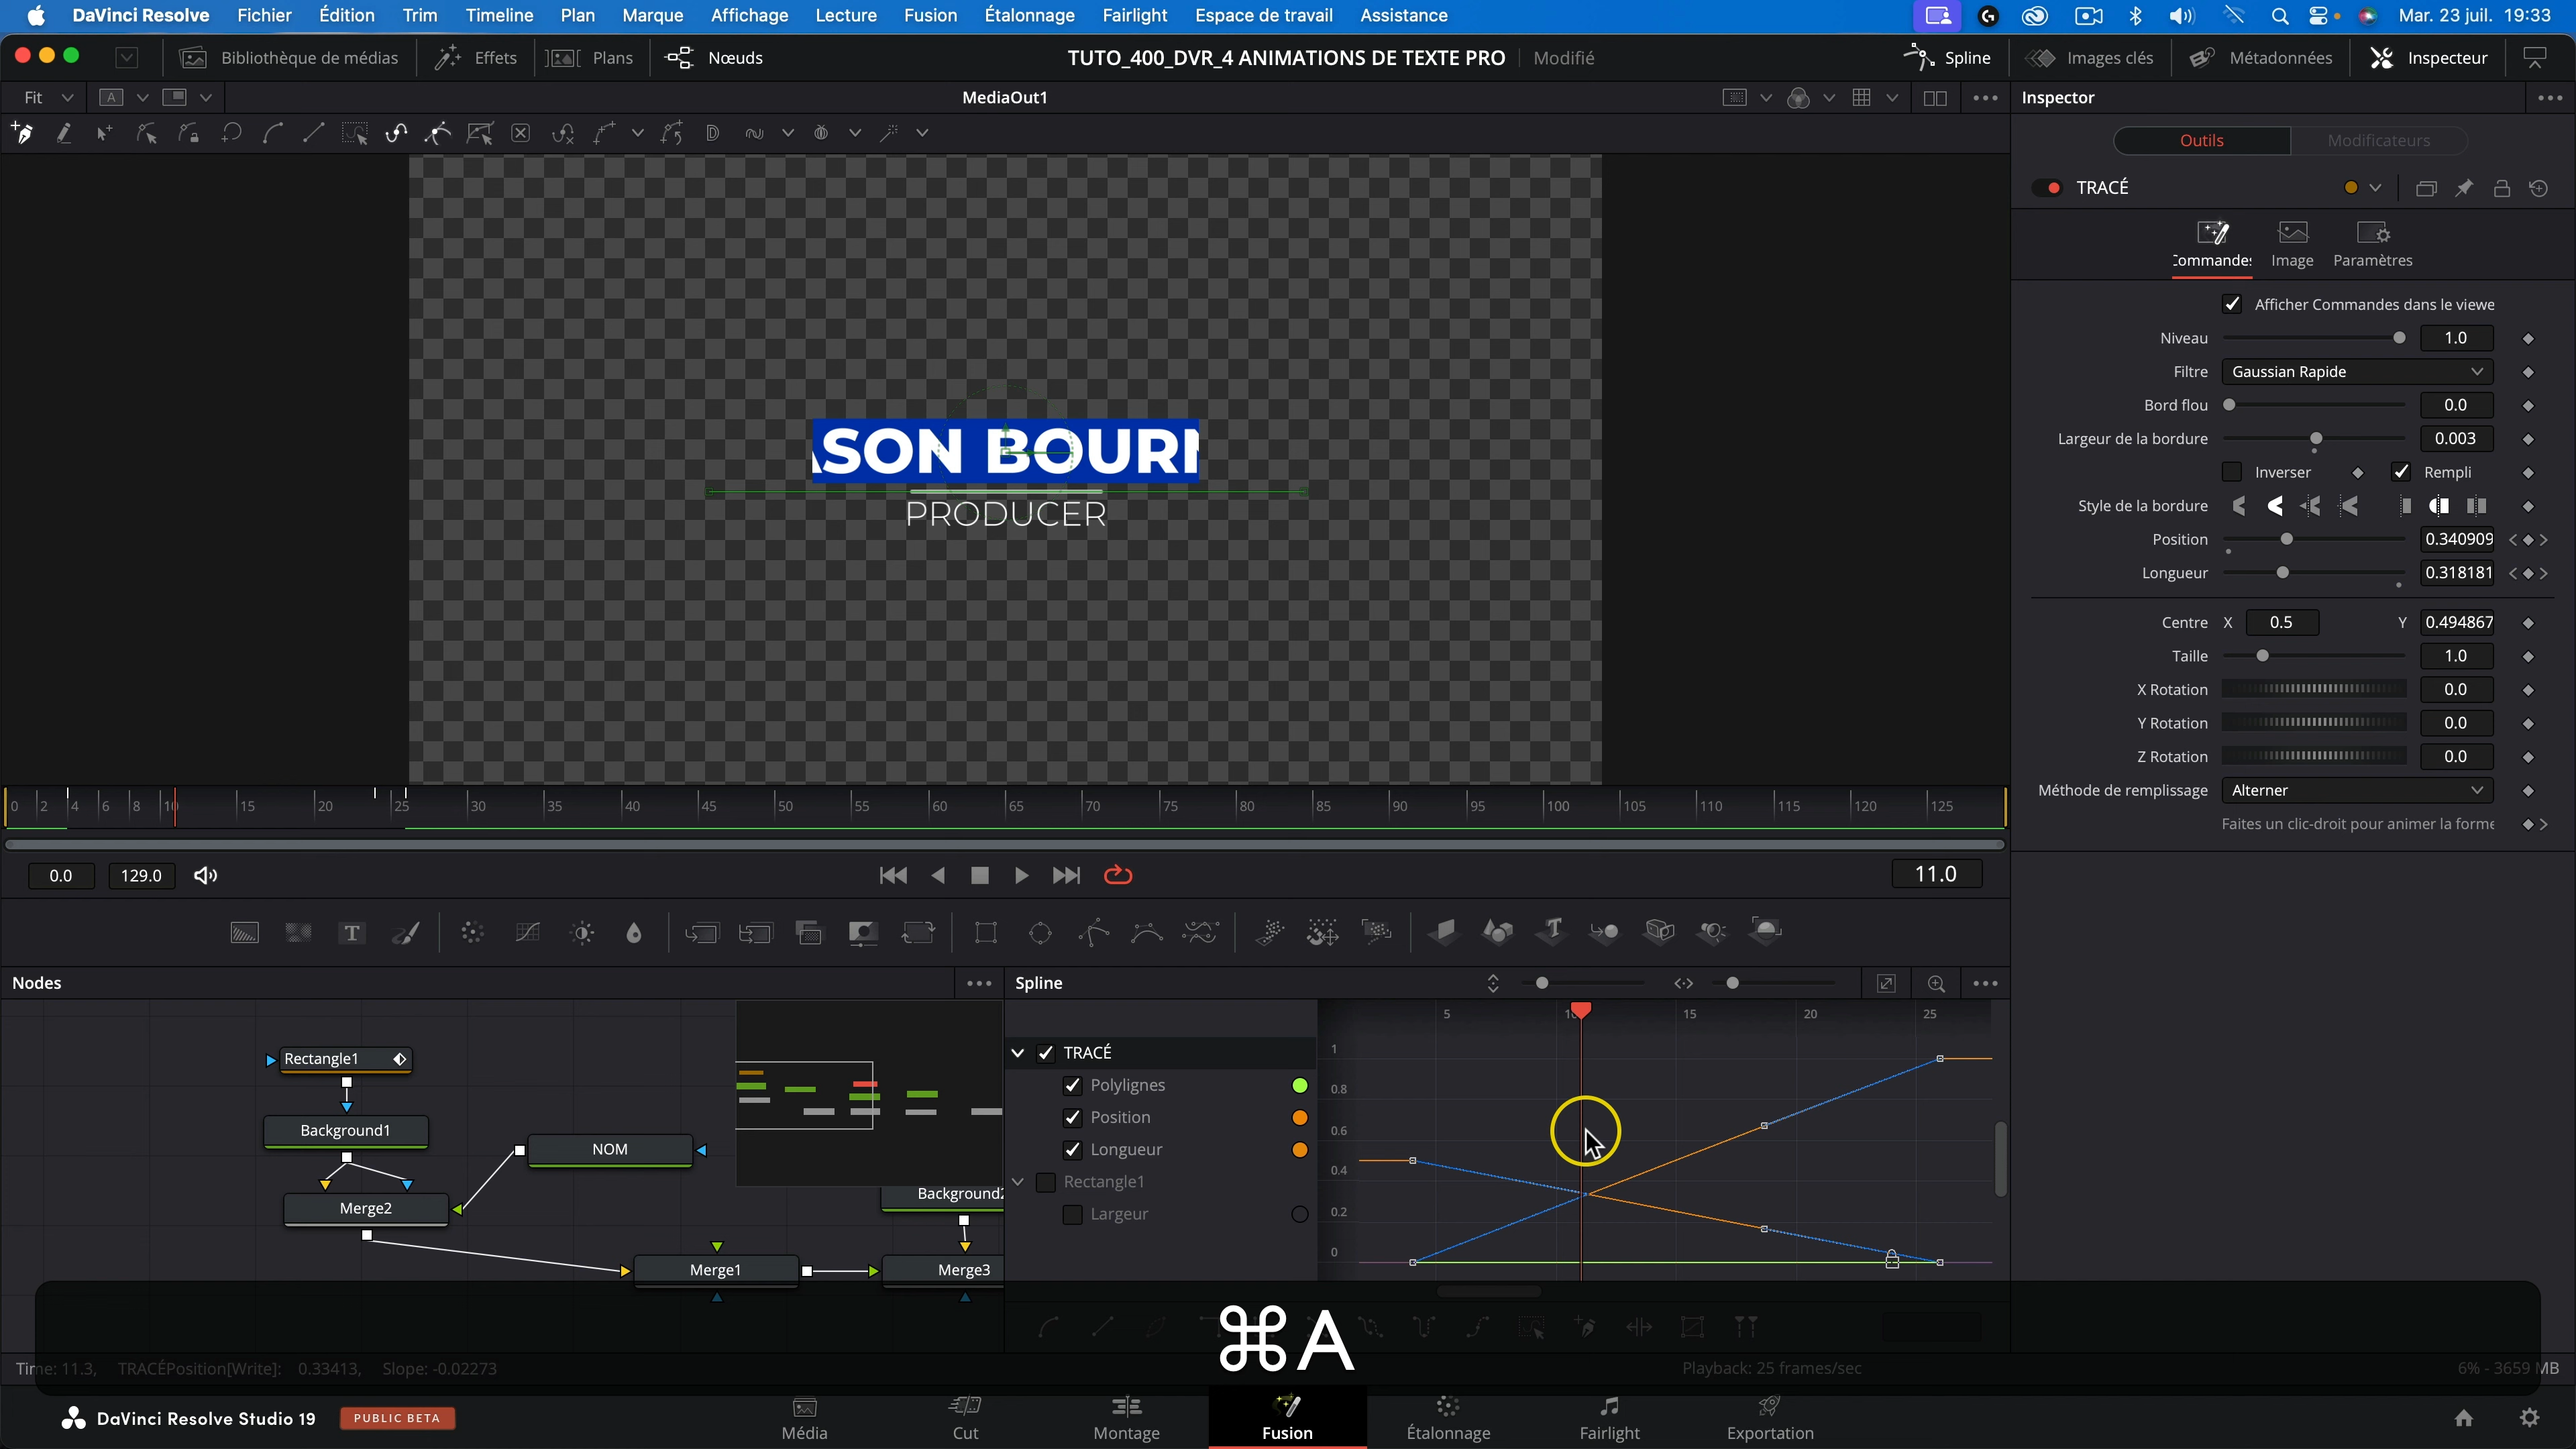 DaVinci Resolve Fichier Édition Trim Timeline Plan Marque Affichage Lecture Fusion Étalonnage Fairlight Espace de travail Assistance Mar. 23 juil. 19:33
Bibliothèque de médias Effets Plans Nœuds TUTO_400_DVR_4 ANIMATIONS DE TEXTE PRO Modifié Spline Images clés Métadonnées Inspecteur
Fit A MediaOut1 Inspector
Outils Modificateurs
TRACÉ
Commandes Image Paramètres
Afficher Commandes dans le viewe
Niveau 1.0
Filtre Gaussian Rapide
Bord flou 0.0
Largeur de la bordure 0.003
Inverser Rempli
Style de la bordure
Position 0.340909
Longueur 0.318181
Centre X 0.5 Y 0.494867
Taille 1.0
X Rotation 0.0
Y Rotation 0.0
Z Rotation 0.0
Méthode de remplissage Alterner
Faites un clic-droit pour animer la forme
SON BOUR
PRODUCER
0 2 4 6 8 10 15 20 25 30 35 40 45 50 55 60 65 70 75 80 85 90 95 100 105 110 115 120 125
0.0 129.0 11.0
Nodes Spline
Rectangle1
Background1
NOM
Merge2
Merge1
Background2
Merge3
TRACÉ
Polylignes
Position
Longueur
Rectangle1
Largeur
5 10 15 20 25
1
0.8
0.6
0.4
0.2
0
⌘A
Time: 11.3, TRACÉPosition[Write]: 0.33413, Slope: -0.02273 Playback: 25 frames/sec 6% - 3659 MB
DaVinci Resolve Studio 19 PUBLIC BETA Média Cut Montage Fusion Étalonnage Fairlight Exportation